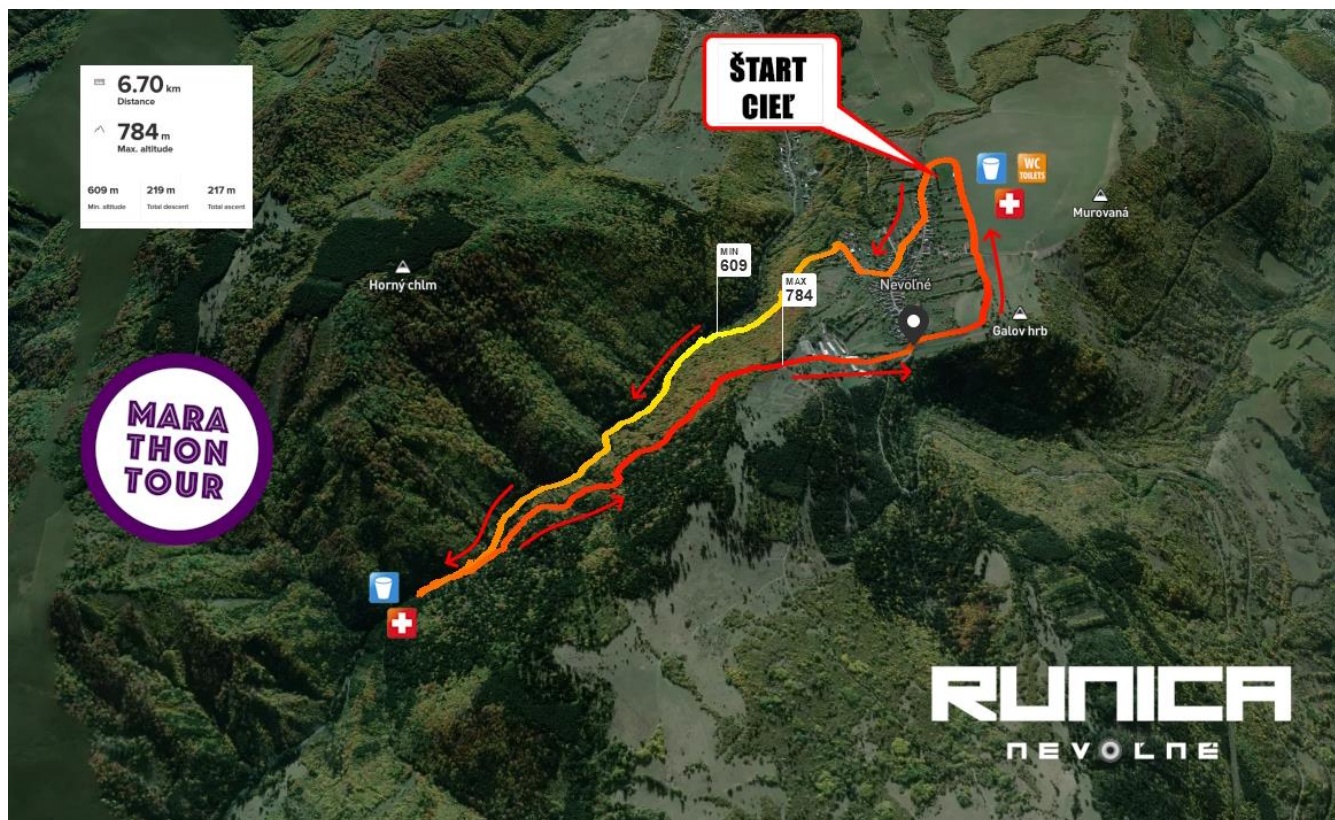 6.70 km
Distance
784 m
Max. altitude
609 m
Min. altitude
219 m
Total descent
217 m
Total ascent
ŠTART
CIEĽ
WC
TOILETS
Murovaná
Horný chlm
MIN
609
MAX
784
Nevoľné
Galov hrb
MARA
THON
TOUR
RUNICA
NEVOĽNÉ